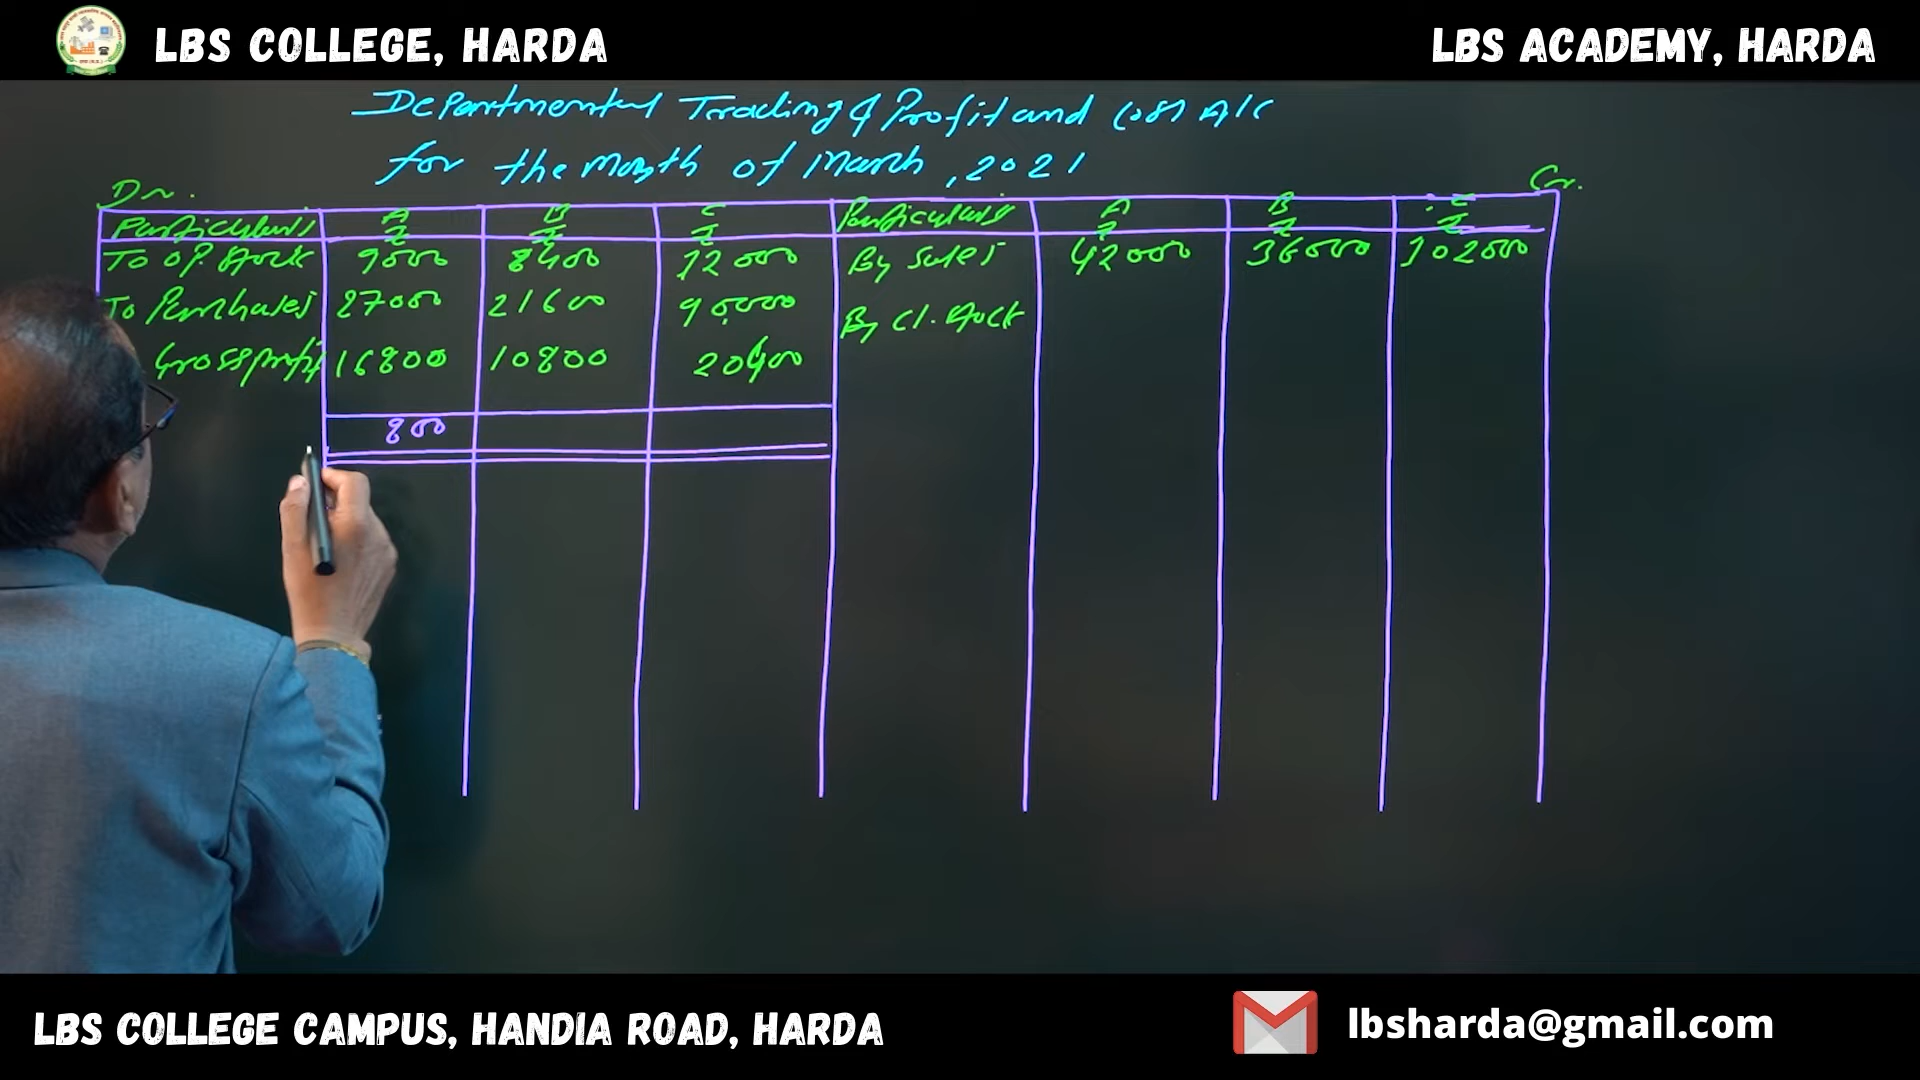 LBS COLLEGE, HARDA
LBS ACADEMY, HARDA
Departmental Trading & Profit and Loss A/c
for the Month of March, 2021
Dr. Cr.
Particulars A B C Particulars A B C
₹ ₹ ₹ ₹ ₹ ₹
To op. Stock 9000 8400 12000 By Sales 42000 36000 102000
To Purchases 27000 21600 90000 By Cl. Stock
Gross profit 16800 10800 20400
800
LBS COLLEGE CAMPUS, HANDIA ROAD, HARDA
lbsharda@gmail.com